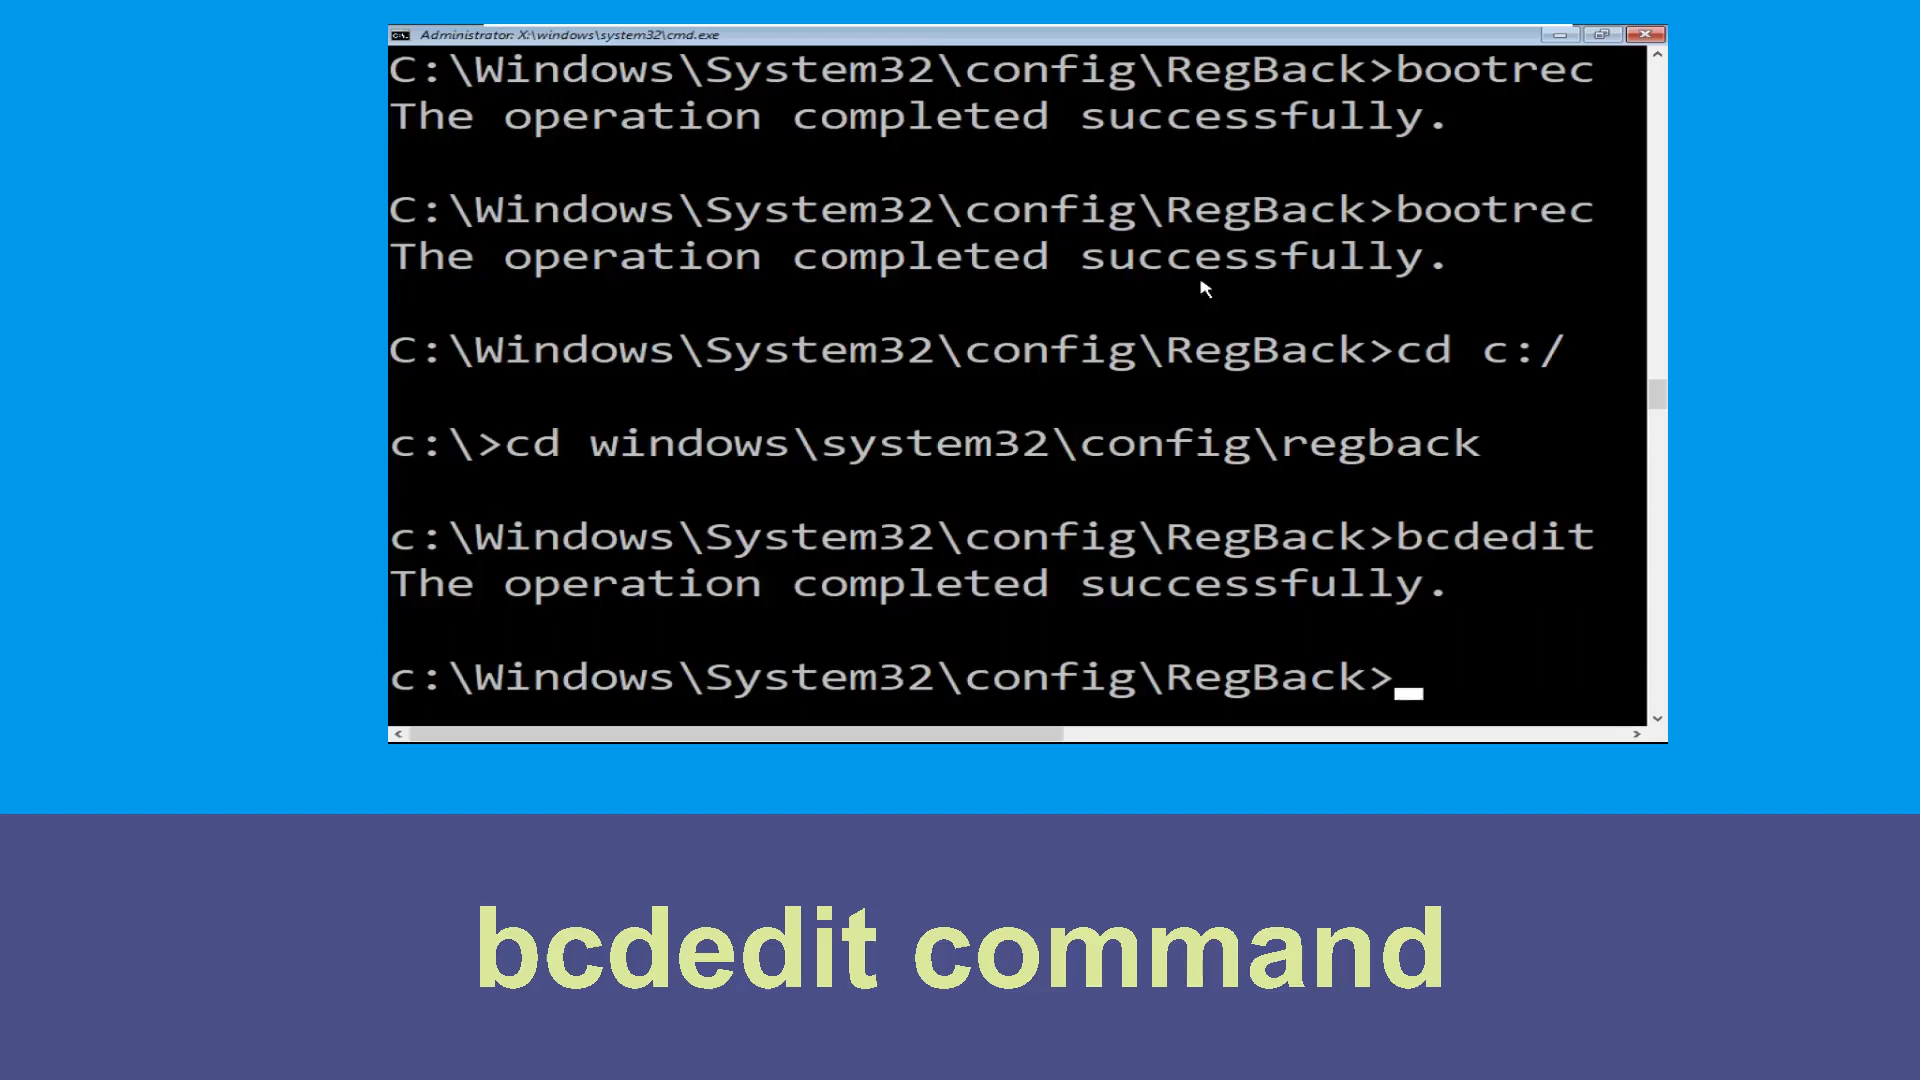 Administrator: X:\windows\system32\cmd.exe
C:\Windows\System32\config\RegBack>bootrec
The operation completed successfully.
C:\Windows\System32\config\RegBack>bootrec
The operation completed successfully.
C:\Windows\System32\config\RegBack>cd c:/
c:\>cd windows\system32\config\regback
c:\Windows\System32\config\RegBack>bcdedit
The operation completed successfully.
c:\Windows\System32\config\RegBack>
bcdedit command